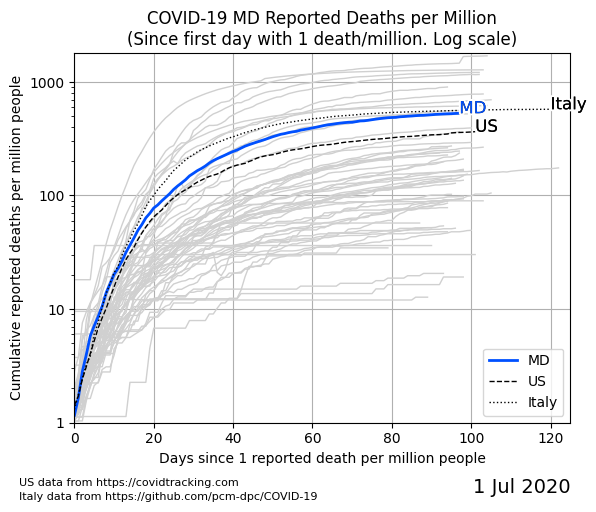 COVID-19 MD Reported Deaths per Million
(Since first day with 1 death/million. Log scale)
Cumulative reported deaths per million people
1000
100
10
1
MD
Italy
US
MD
US
Italy
0 20 40 60 80 100 120
Days since 1 reported death per million people
US data from https://covidtracking.com
Italy data from https://github.com/pcm-dpc/COVID-19
1 Jul 2020